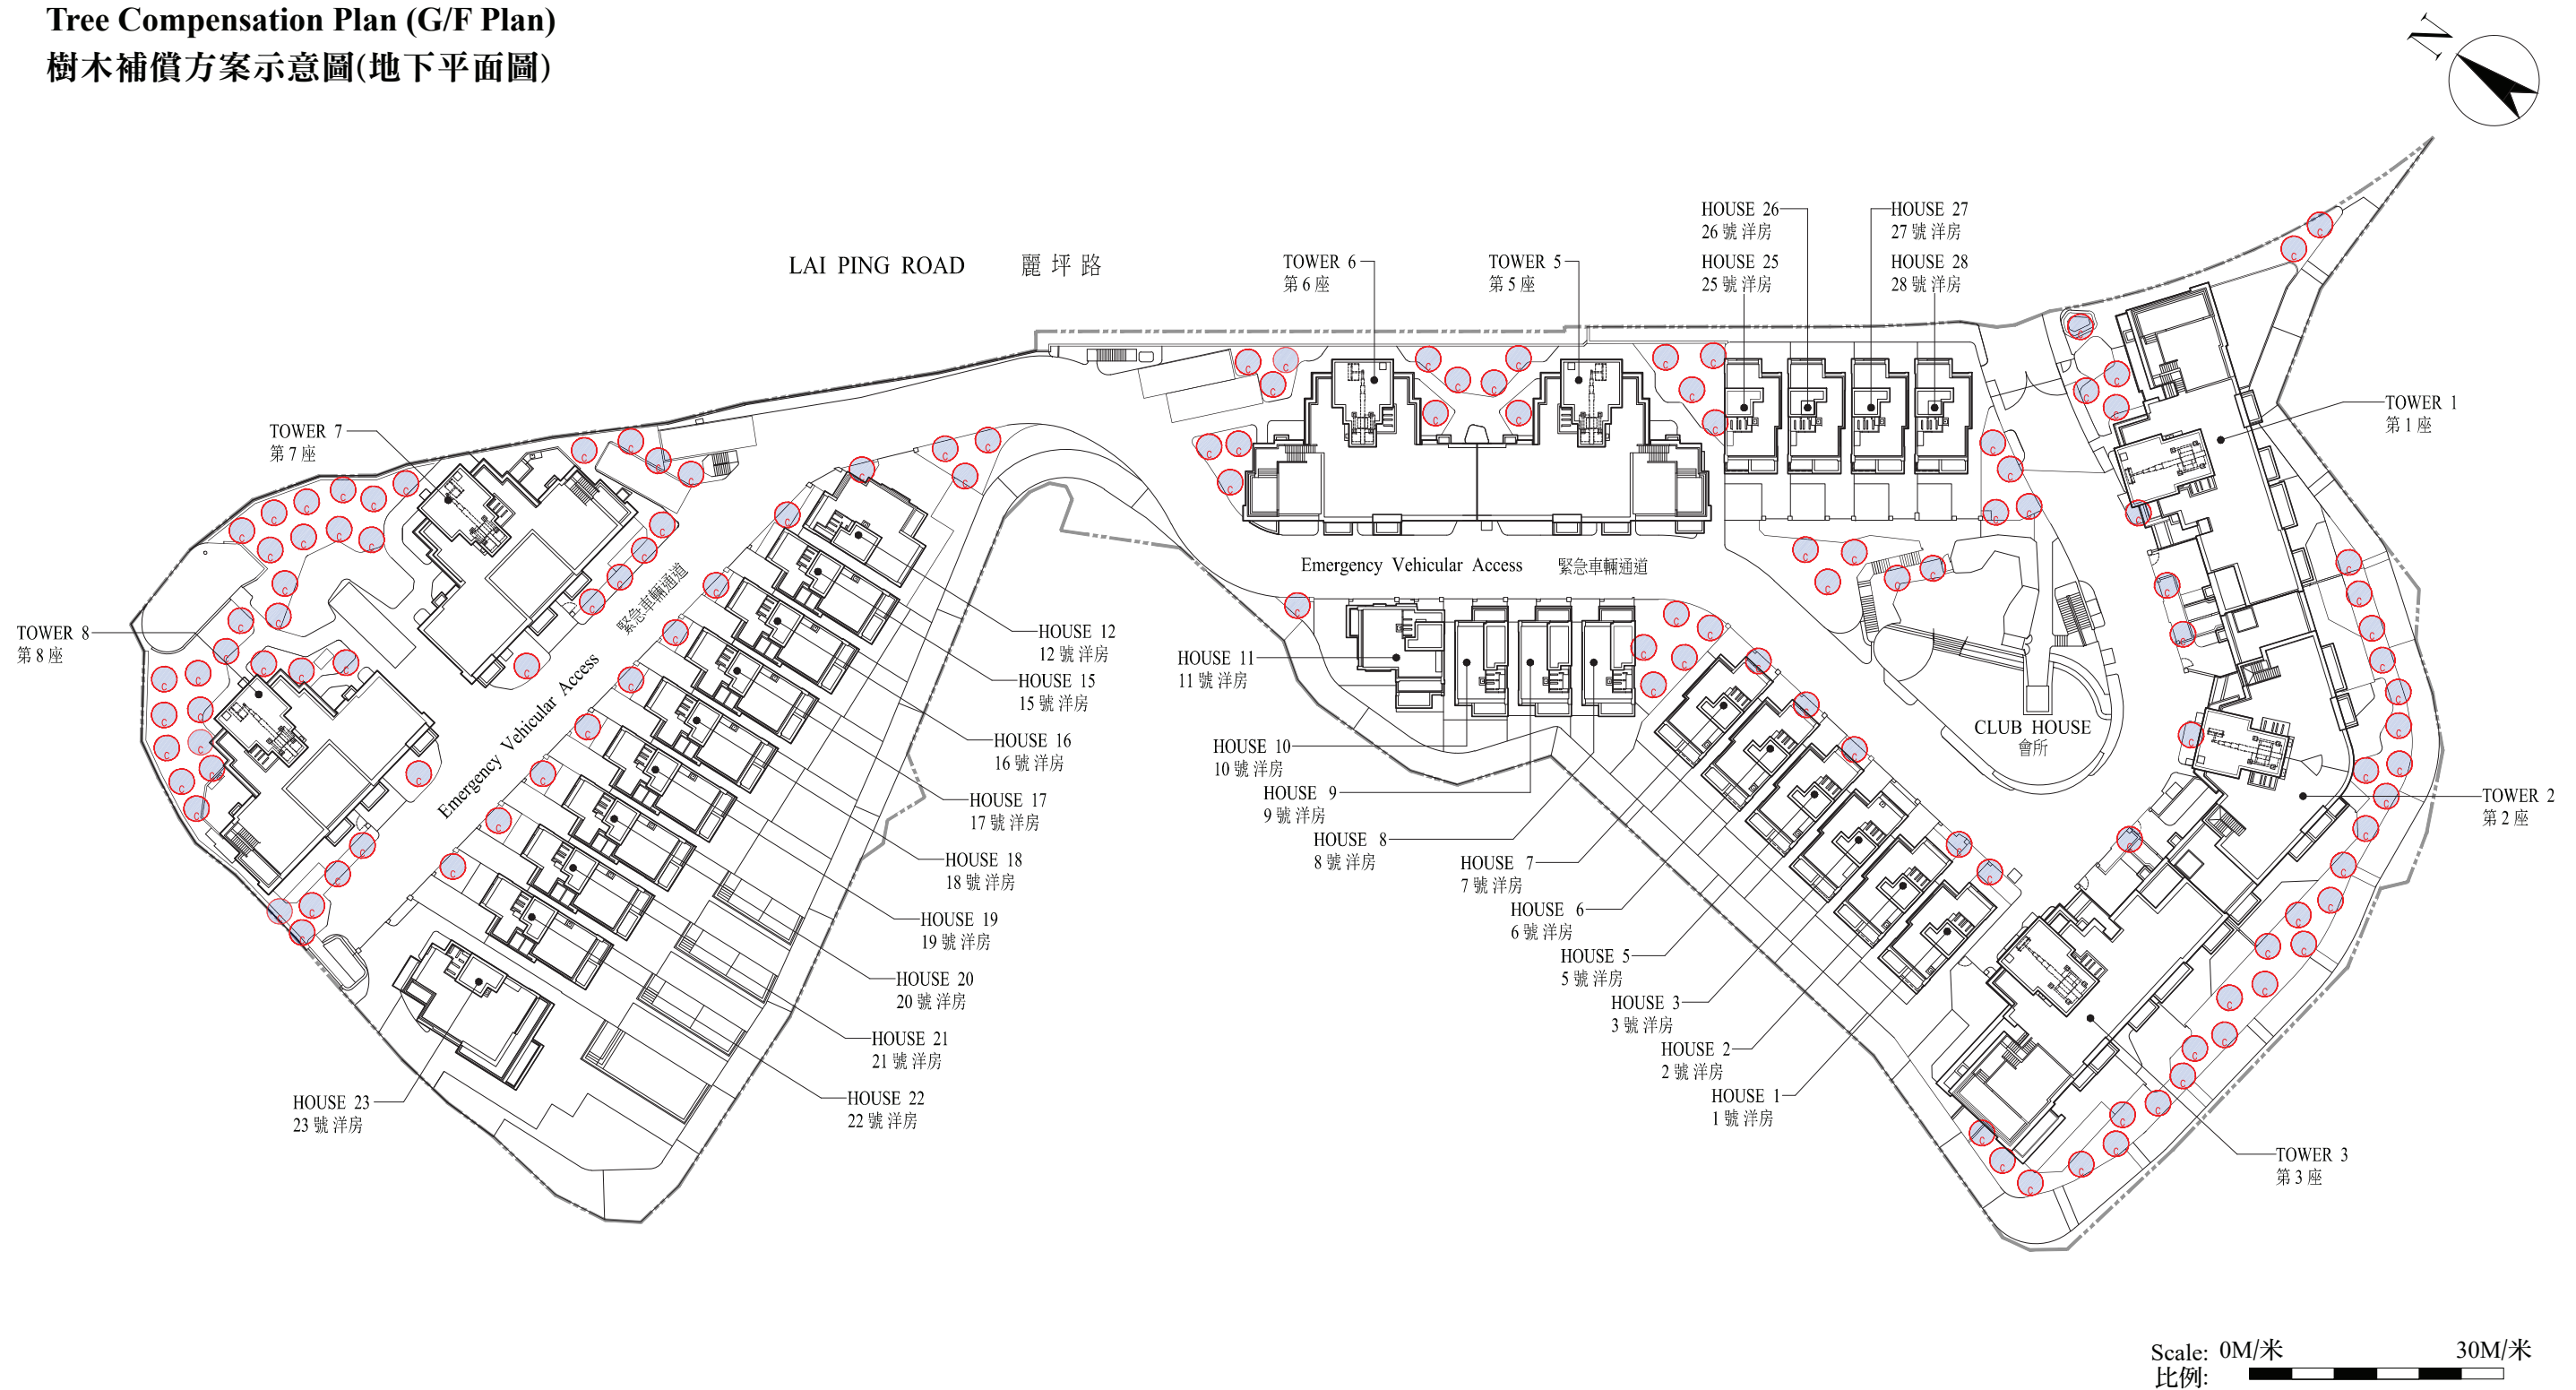 Tree Compensation Plan (G/F Plan)
樹木補償方案示意圖(地下平面圖)
N
LAI PING ROAD 麗坪路
HOUSE 26
26 號 洋房
HOUSE 27
27 號 洋房
HOUSE 25
25 號 洋房
HOUSE 28
28 號 洋房
TOWER 6
第 6 座
TOWER 5
第 5 座
TOWER 1
第 1 座
TOWER 7
第 7 座
TOWER 8
第 8 座
Emergency Vehicular Access 緊急車輛通道
Emergency Vehicular Access 緊急車輛通道
HOUSE 12
12 號 洋房
HOUSE 15
15 號 洋房
HOUSE 16
16 號 洋房
HOUSE 17
17 號 洋房
HOUSE 18
18 號 洋房
HOUSE 19
19 號 洋房
HOUSE 20
20 號 洋房
HOUSE 21
21 號 洋房
HOUSE 22
22 號 洋房
HOUSE 23
23 號 洋房
HOUSE 11
11 號 洋房
HOUSE 10
10 號 洋房
HOUSE 9
9 號 洋房
HOUSE 8
8 號 洋房
HOUSE 7
7 號 洋房
HOUSE 6
6 號 洋房
HOUSE 5
5 號 洋房
HOUSE 3
3 號 洋房
HOUSE 2
2 號 洋房
HOUSE 1
1 號 洋房
CLUB HOUSE
會所
TOWER 2
第 2 座
TOWER 3
第 3 座
Scale: 0M/米 30M/米
比例: